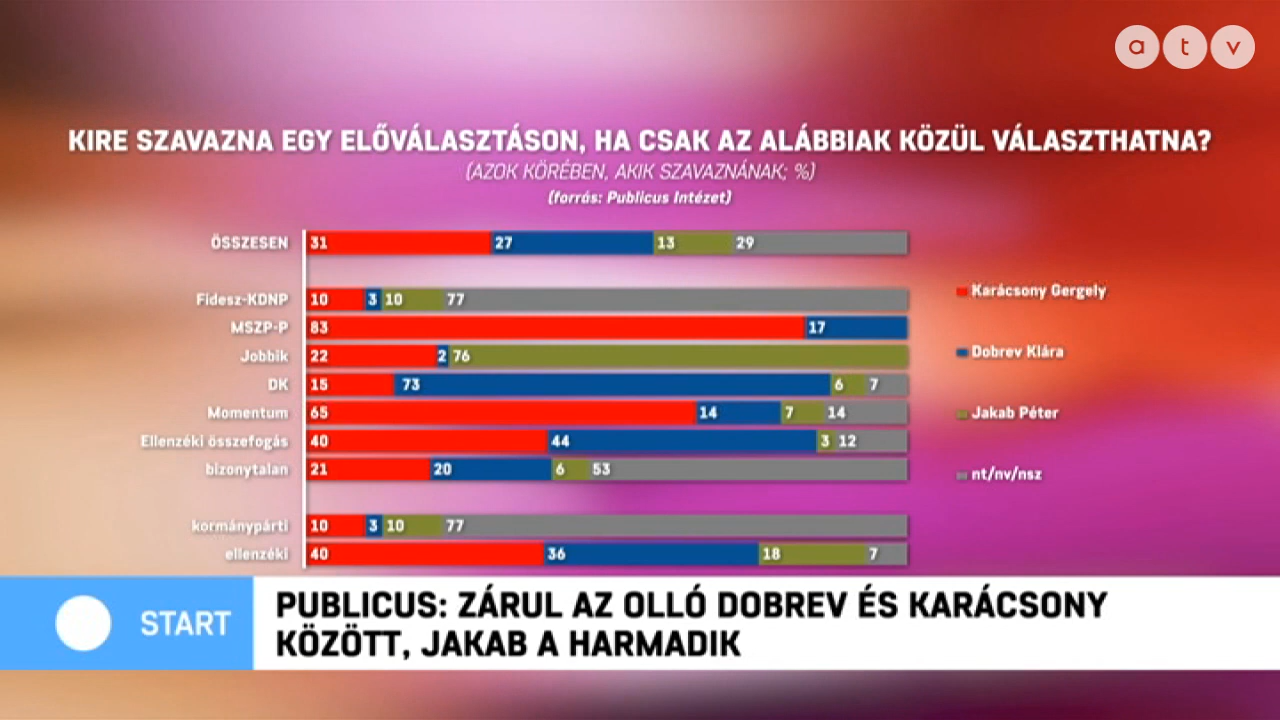 atv
KIRE SZAVAZNA EGY ELŐVÁLASZTÁSON, HA CSAK AZ ALÁBBIAK KÖZÜL VÁLASZTHATNA?
(AZOK KÖRÉBEN, AKIK SZAVAZNÁNAK; %)
(forrás: Publicus Intézet)
ÖSSZESEN 31 27 13 29
Fidesz-KDNP 10 3 10 77
MSZP-P 83 17
Jobbik 22 2 76
DK 15 73 6 7
Momentum 65 14 7 14
Ellenzéki összefogás 40 44 3 12
bizonytalan 21 20 6 53
kormánypárti 10 3 10 77
ellenzéki 40 36 18 7
Karácsony Gergely
Dobrev Klára
Jakab Péter
nt/nv/nsz
START
PUBLICUS: ZÁRUL AZ OLLÓ DOBREV ÉS KARÁCSONY
KÖZÖTT, JAKAB A HARMADIK